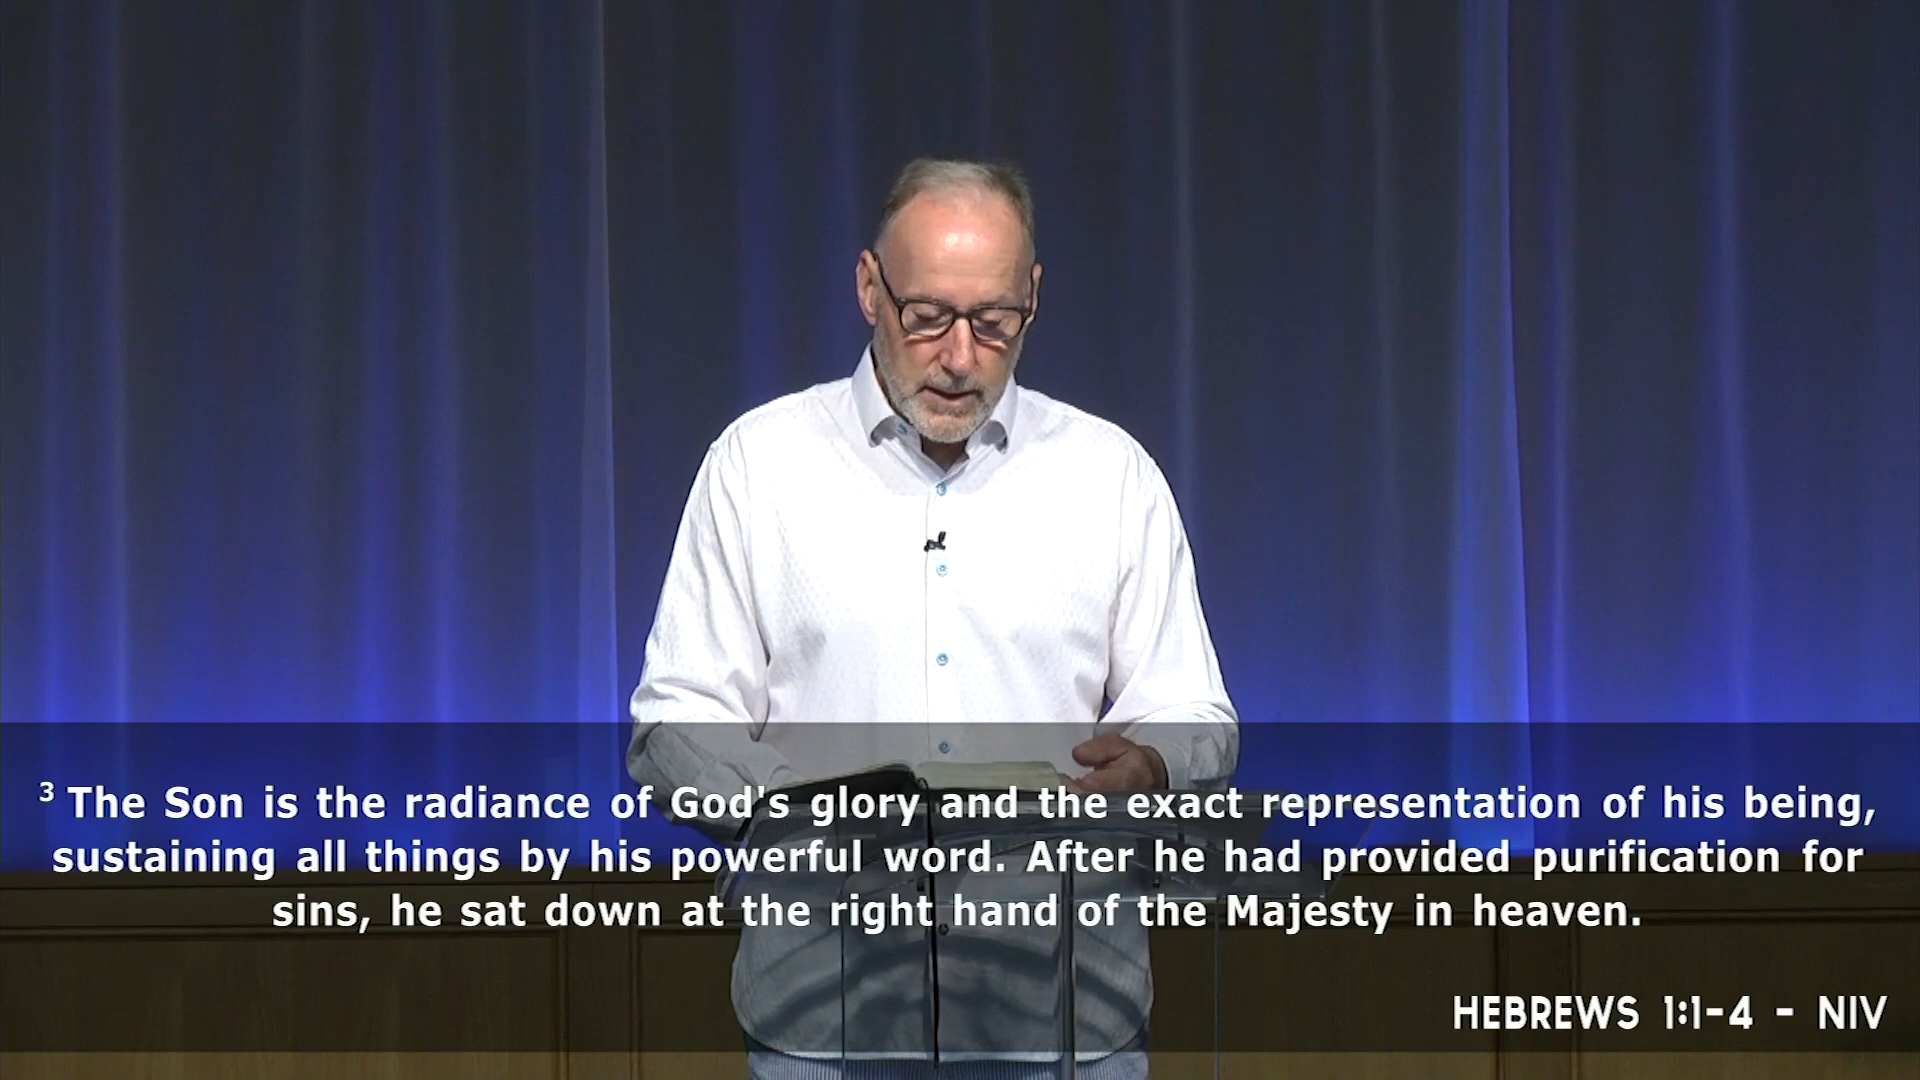 3 The Son is the radiance of God's glory and the exact representation of his being,
sustaining all things by his powerful word. After he had provided purification for
sins, he sat down at the right hand of the Majesty in heaven.
HEBREWS 1:1-4 - NIV